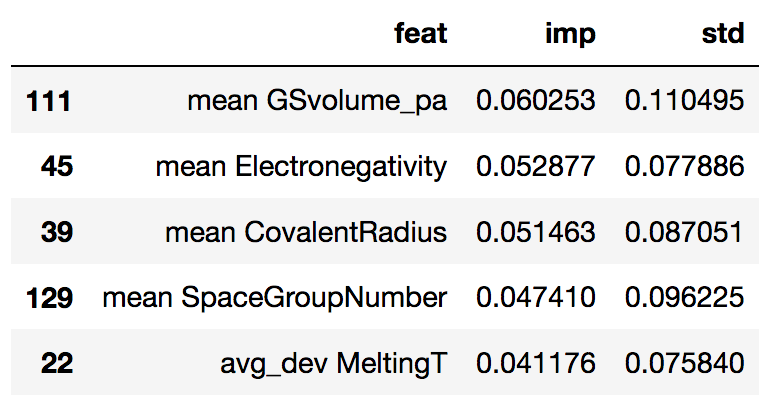 feat imp std
111 mean GSvolume_pa 0.060253 0.110495
45 mean Electronegativity 0.052877 0.077886
39 mean CovalentRadius 0.051463 0.087051
129 mean SpaceGroupNumber 0.047410 0.096225
22 avg_dev MeltingT 0.041176 0.075840